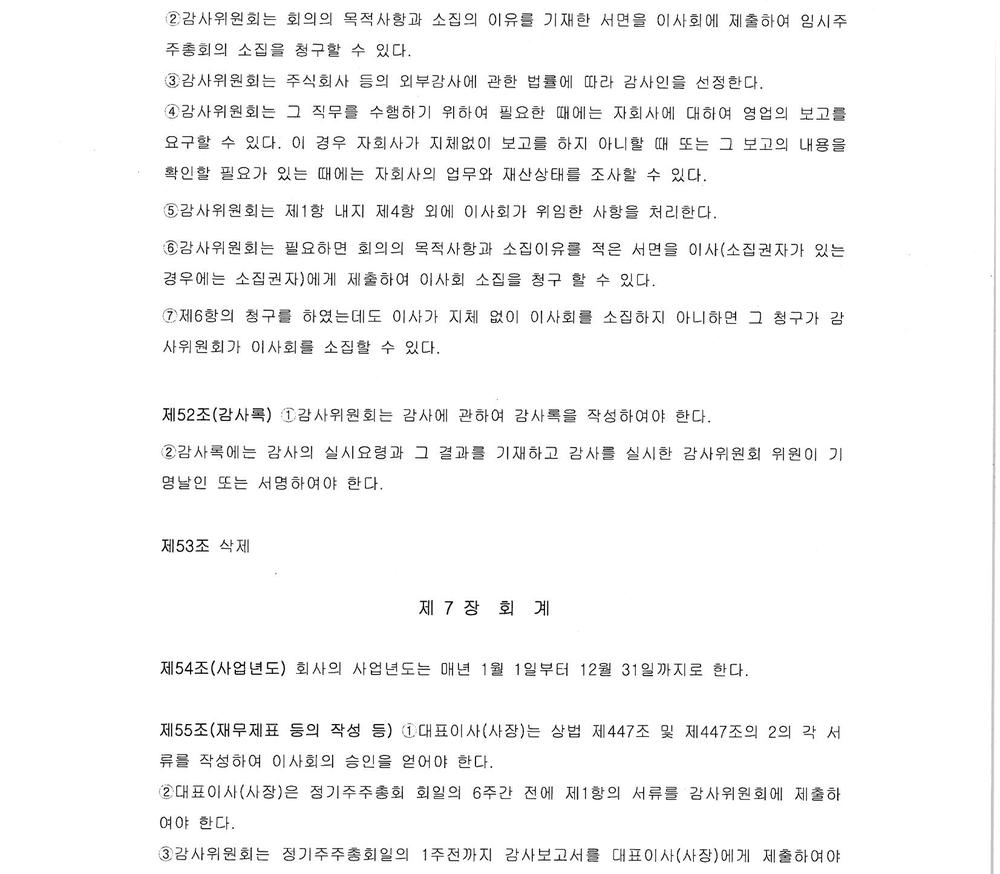 ②감사위원회는 회의의 목적사항과 소집의 이유를 기재한 서면을 이사회에 제출하여 임시주
주총회의 소집을 청구할 수 있다.
③감사위원회는 주식회사 등의 외부감사에 관한 법률에 따라 감사인을 선정한다.
④감사위원회는 그 직무를 수행하기 위하여 필요한 때에는 자회사에 대하여 영업의 보고를
요구할 수 있다. 이 경우 자회사가 지체없이 보고를 하지 아니할 때 또는 그 보고의 내용을
확인할 필요가 있는 때에는 자회사의 업무와 재산상태를 조사할 수 있다.
⑤감사위원회는 제1항 내지 제4항 외에 이사회가 위임한 사항을 처리한다.
⑥감사위원회는 필요하면 회의의 목적사항과 소집이유를 적은 서면을 이사(소집권자가 있는
경우에는 소집권자)에게 제출하여 이사회 소집을 청구 할 수 있다.
⑦제6항의 청구를 하였는데도 이사가 지체 없이 이사회를 소집하지 아니하면 그 청구가 감
사위원회가 이사회를 소집할 수 있다.
제52조(감사록) ①감사위원회는 감사에 관하여 감사록을 작성하여야 한다.
②감사록에는 감사의 실시요령과 그 결과를 기재하고 감사를 실시한 감사위원회 위원이 기
명날인 또는 서명하여야 한다.
제53조 삭제
제 7 장 회 계
제54조(사업년도) 회사의 사업년도는 매년 1월 1일부터 12월 31일까지로 한다.
제55조(재무제표 등의 작성 등) ①대표이사(사장)는 상법 제447조 및 제447조의 2의 각 서
류를 작성하여 이사회의 승인을 얻어야 한다.
②대표이사(사장)은 정기주주총회 회일의 6주간 전에 제1항의 서류를 감사위원회에 제출하
여야 한다.
③감사위원회는 정기주주총회일의 1주전까지 감사보고서를 대표이사(사장)에게 제출하여야